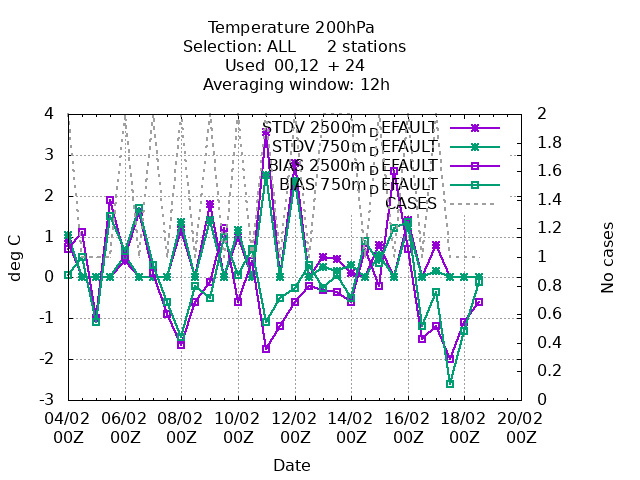 Temperature 200hPa
Selection: ALL 2 stations
Used 00,12 + 24
Averaging window: 12h
STDV 2500m_DEFAULT
STDV 750m_DEFAULT
BIAS 2500m_DEFAULT
BIAS 750m_DEFAULT
CASES
deg C
4
3
2
1
0
-1
-2
-3
No cases
2
1.8
1.6
1.4
1.2
1
0.8
0.6
0.4
0.2
0
04/02 06/02 08/02 10/02 12/02 14/02 16/02 18/02 20/02
00Z 00Z 00Z 00Z 00Z 00Z 00Z 00Z 00Z
Date